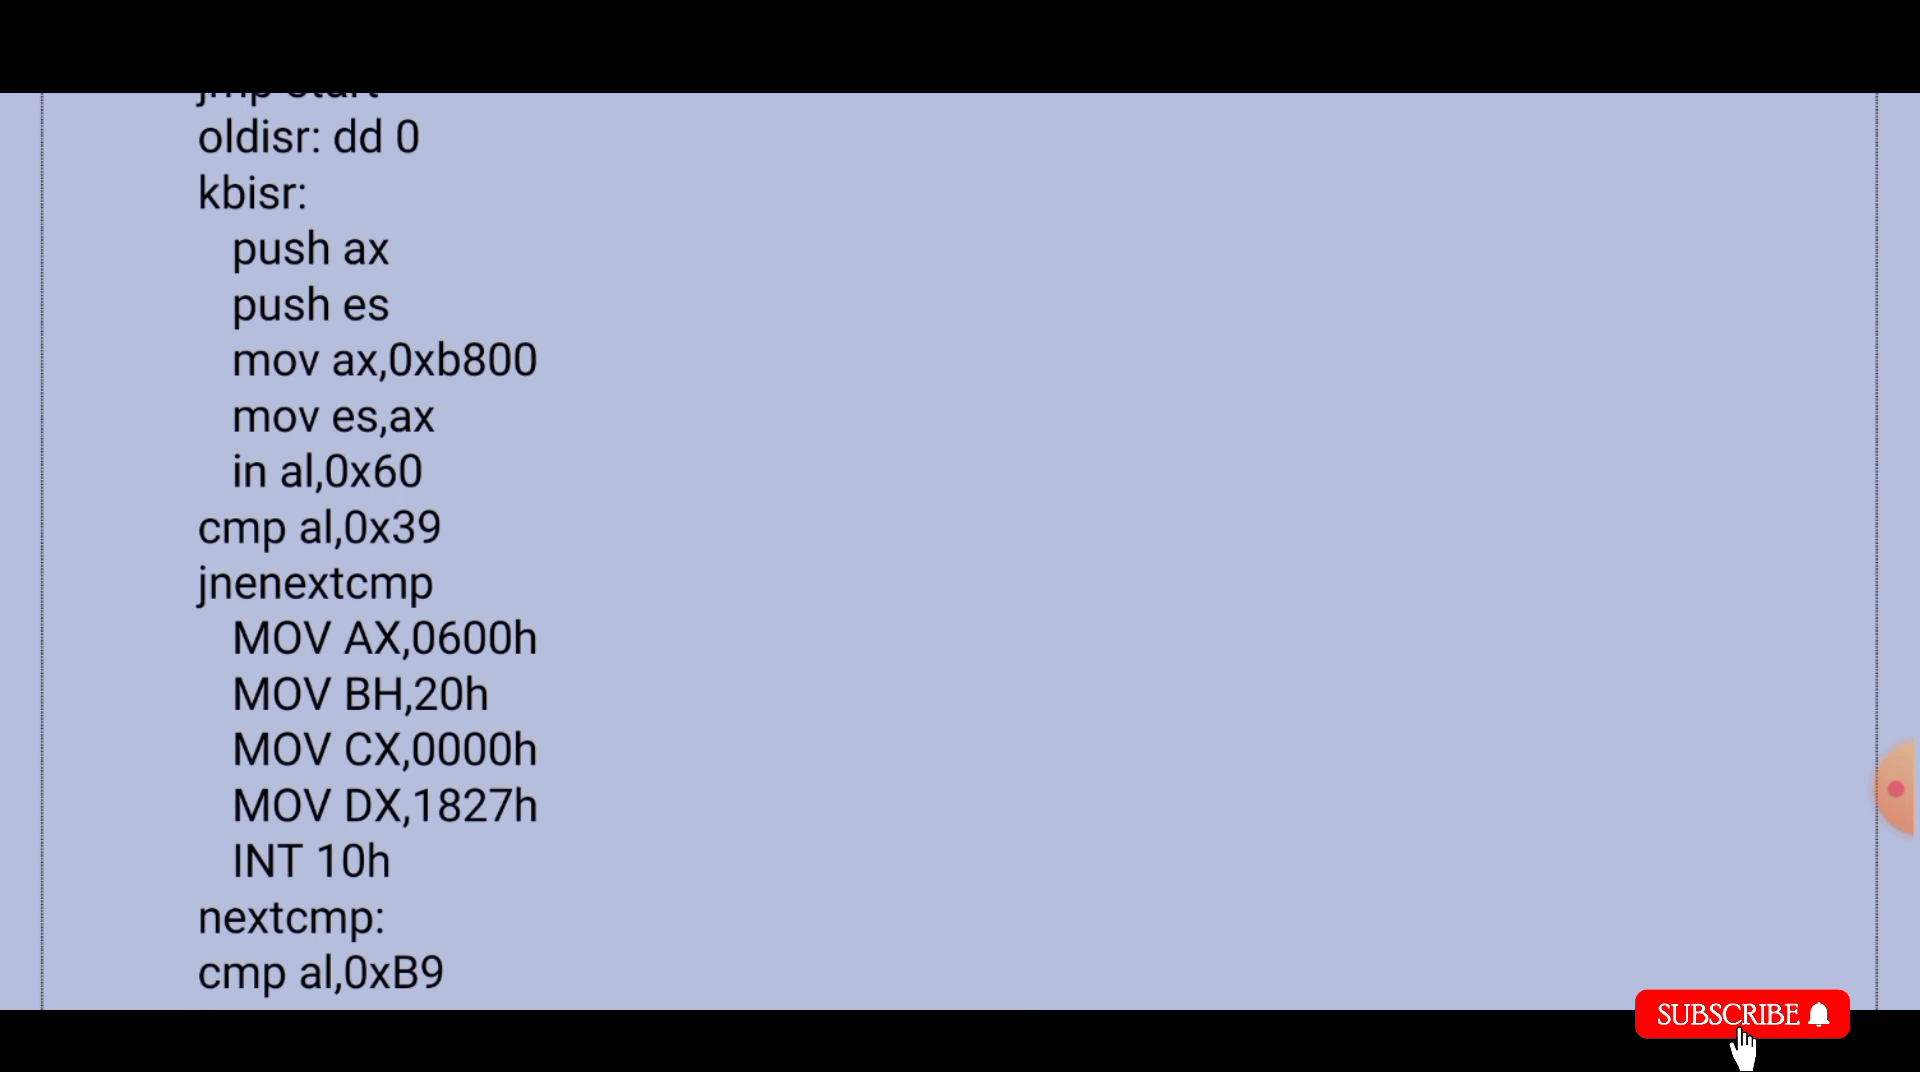 jmp start
oldisr: dd 0
kbisr:
push ax
push es
mov ax,0xb800
mov es,ax
in al,0x60
cmp al,0x39
jnenextcmp
MOV AX,0600h
MOV BH,20h
MOV CX,0000h
MOV DX,1827h
INT 10h
nextcmp:
cmp al,0xB9
SUBSCRIBE